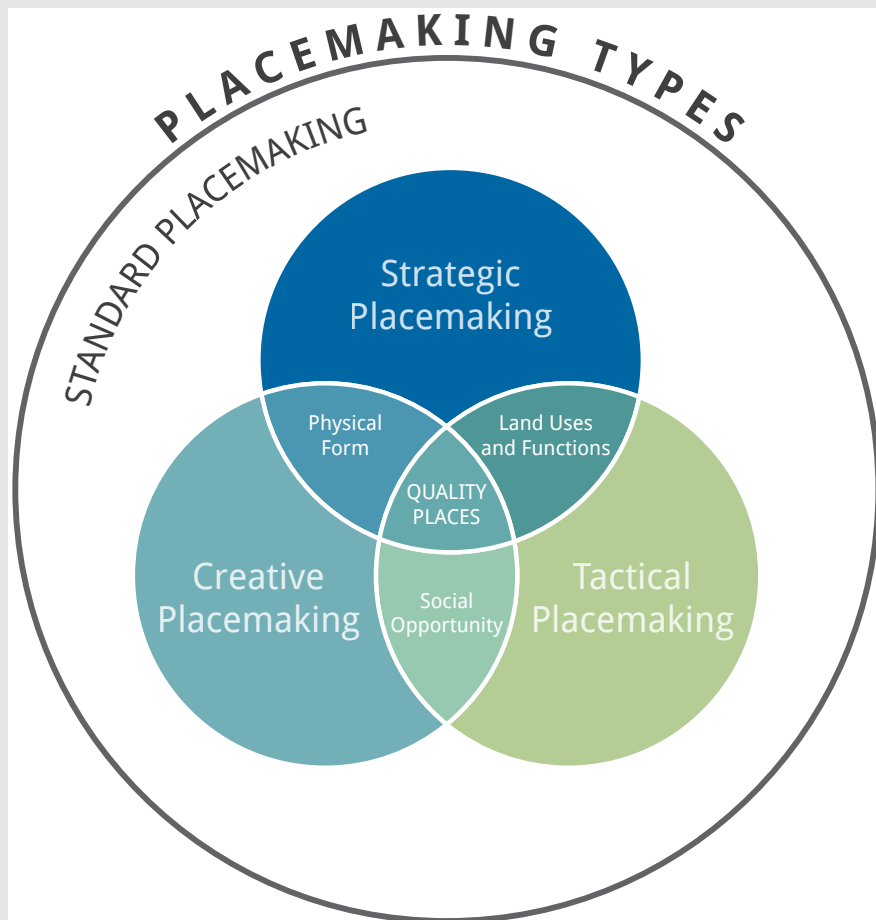 PLACEMAKING TYPES
STANDARD PLACEMAKING
Strategic
Placemaking
Physical
Form
Land Uses
and Functions
QUALITY
PLACES
Creative
Placemaking
Social
Opportunity
Tactical
Placemaking